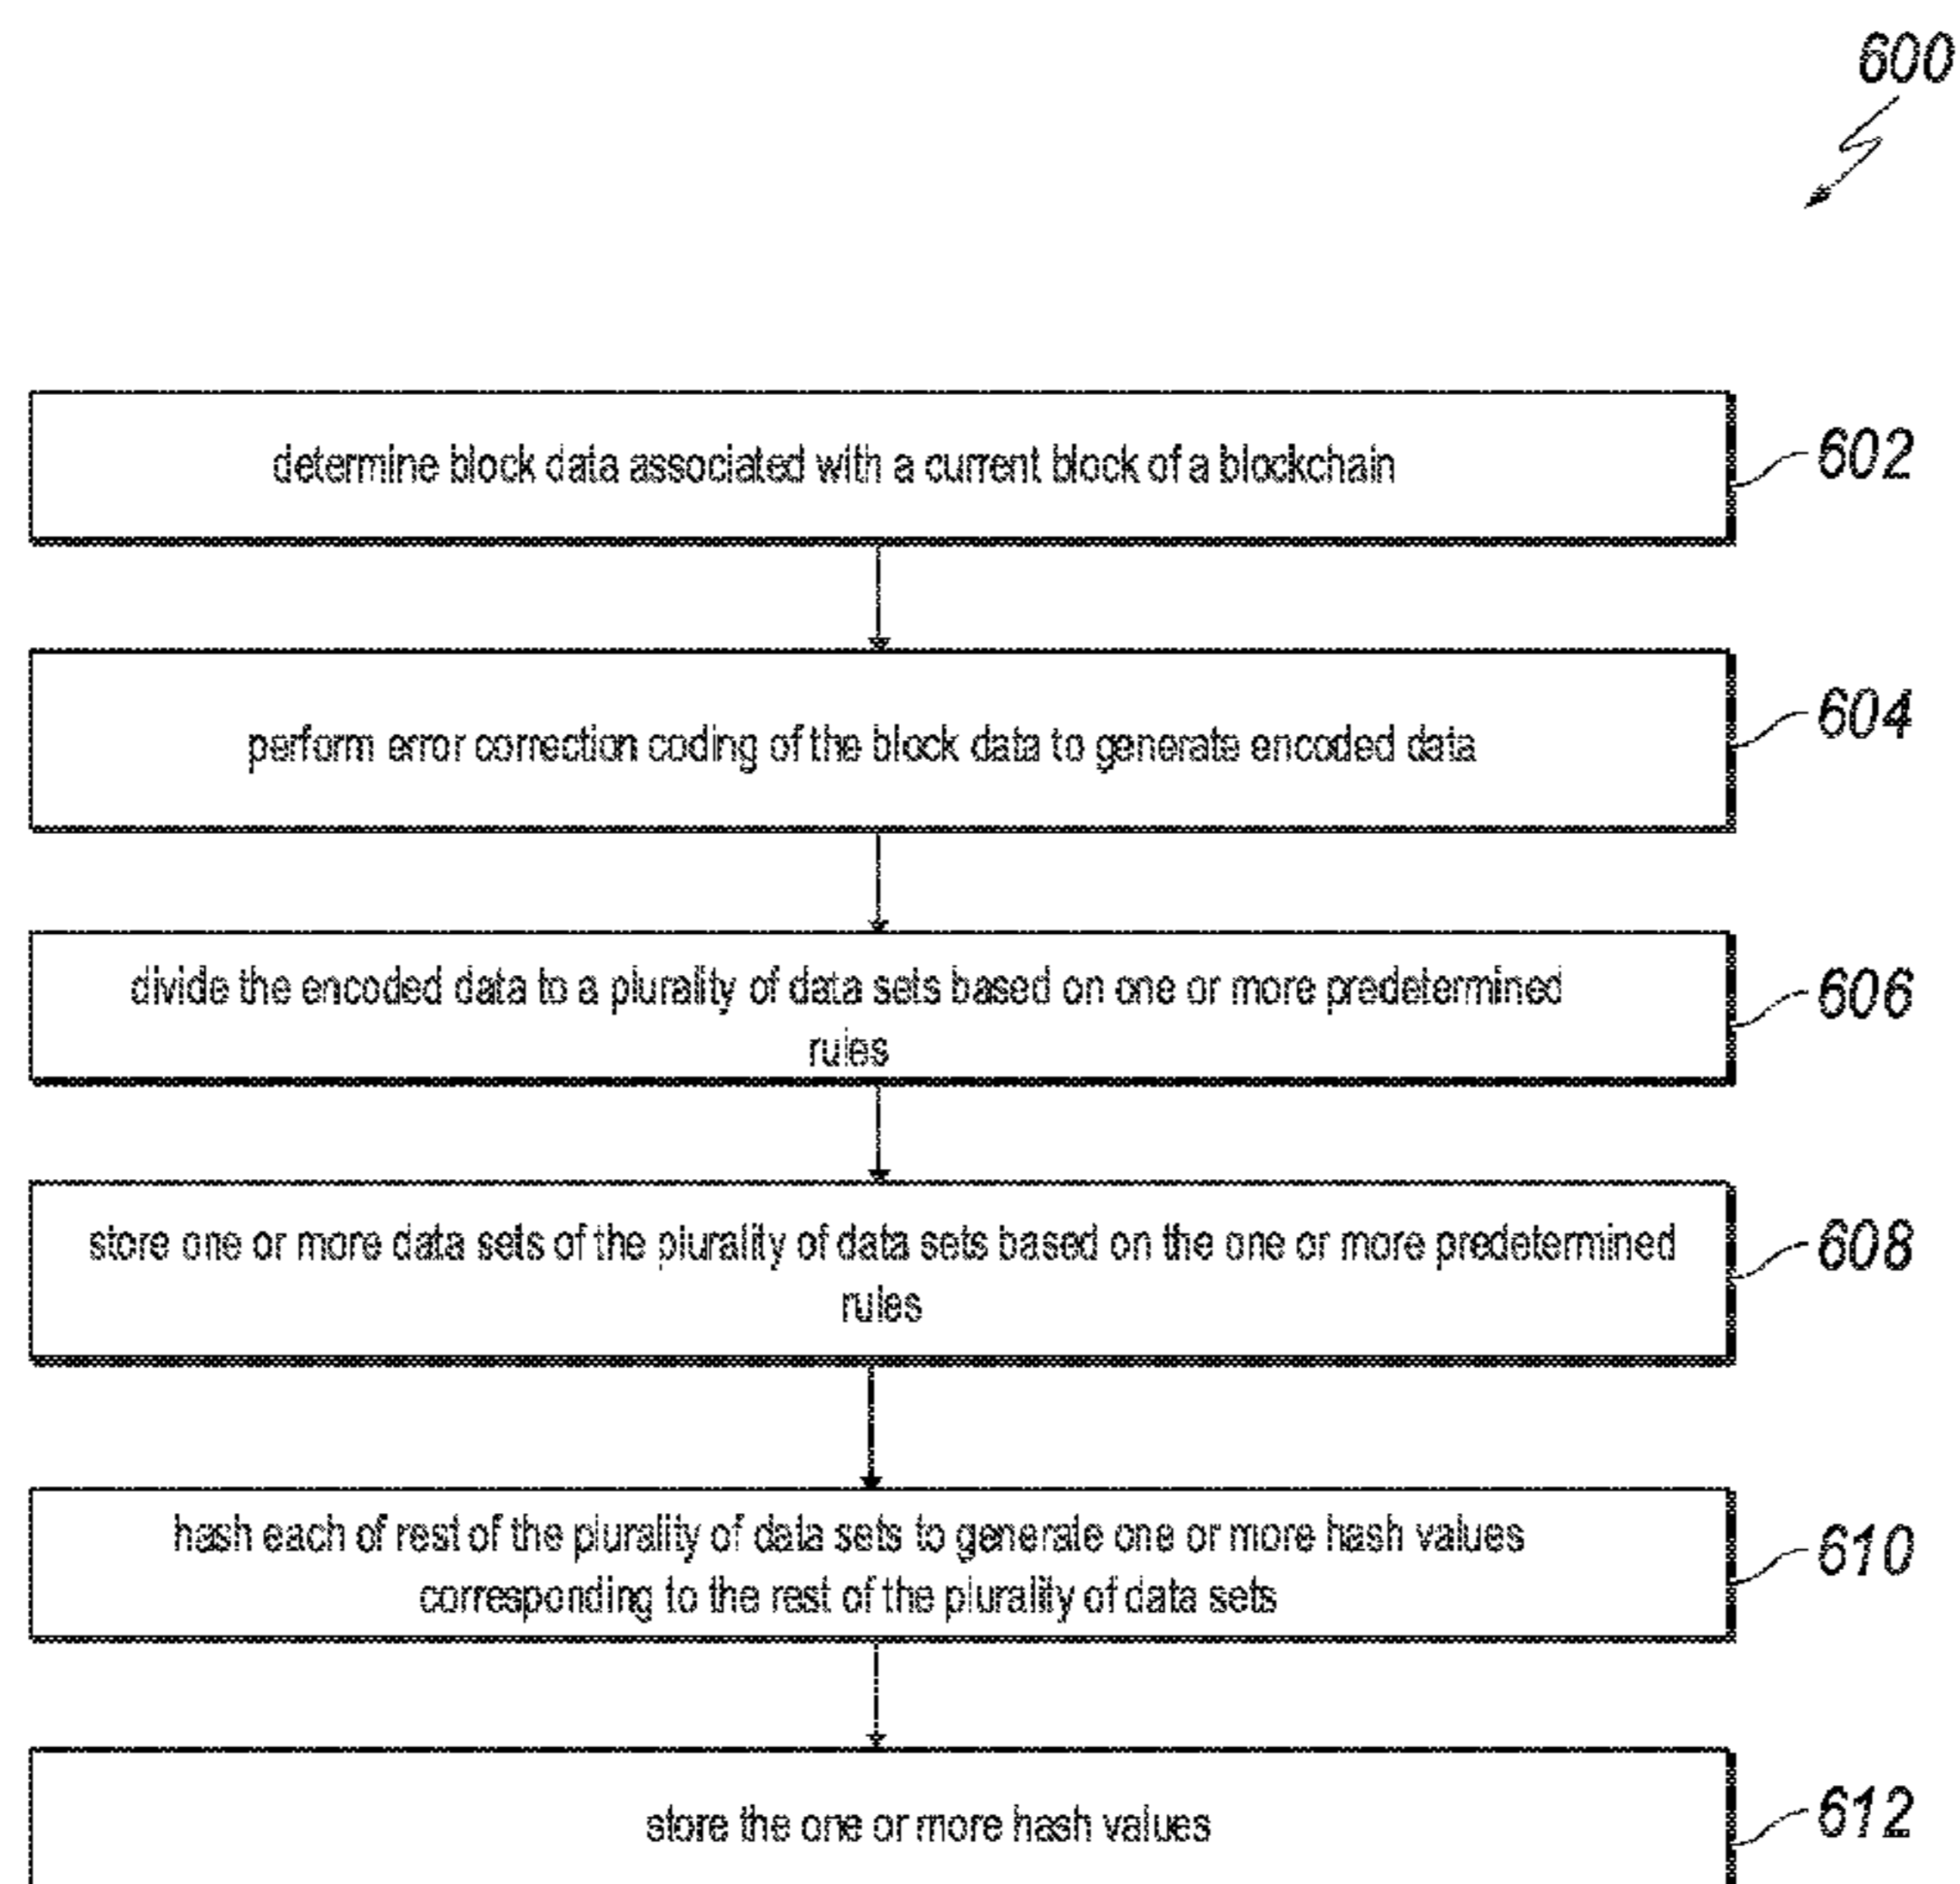 600
determine block data associated with a current block of a blockchain
602
perform error correction coding of the block data to generate encoded data
604
divide the encoded data to a plurality of data sets based on one or more predetermined
rules
606
store one or more data sets of the plurality of data sets based on the one or more predetermined
rules
608
hash each of rest of the plurality of data sets to generate one or more hash values
corresponding to the rest of the plurality of data sets
610
store the one or more hash values
612